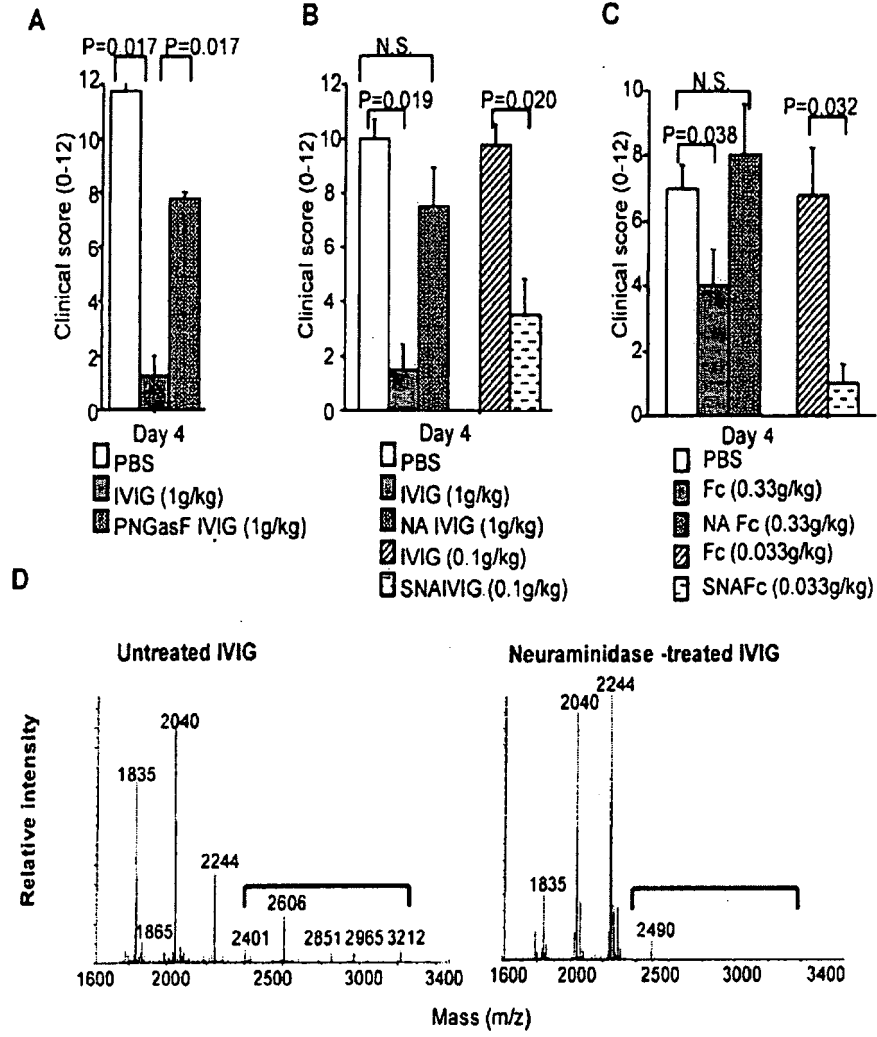 A
P=0.017 P=0.017
Clinical score (0-12)
12
10
8
6
4
2
0
Day 4
PBS
IVIG (1g/kg)
PNGasF IVIG (1g/kg)
B
N.S.
P=0.019
P=0.020
Clinical score (0-12)
12
10
8
6
4
2
0
Day 4
PBS
IVIG (1g/kg)
NA IVIG (1g/kg)
IVIG (0.1g/kg)
SNAIVIG (0.1g/kg)
C
N.S.
P=0.038
P=0.032
Clinical score (0-12)
10
8
6
4
2
0
Day 4
PBS
Fc (0.33g/kg)
NA Fc (0.33g/kg)
Fc (0.033g/kg)
SNAFc (0.033g/kg)
D
Untreated IVIG
Relative intensity
1835
1865
2040
2244
2401
2606
2851 2965 3212
1600 2000 2500 3000 3400
Neuraminidase -treated IVIG
1835
2040
2244
2490
1600 2000 2500 3000 3400
Mass (m/z)